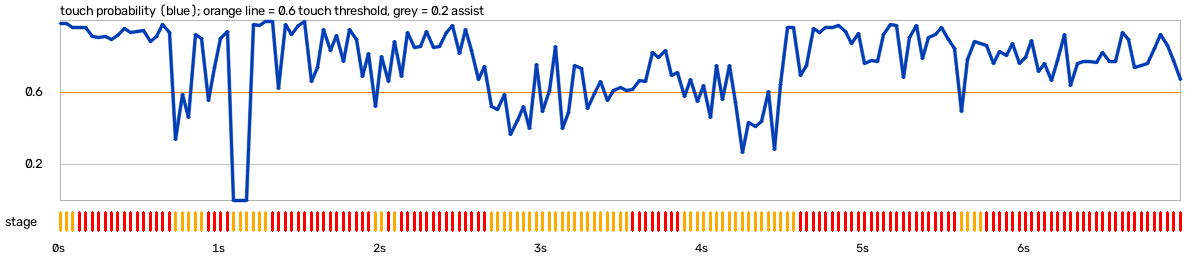 touch probability (blue); orange line = 0.6 touch threshold, grey = 0.2 assist
0.6
0.2
stage
0s 1s 2s 3s 4s 5s 6s